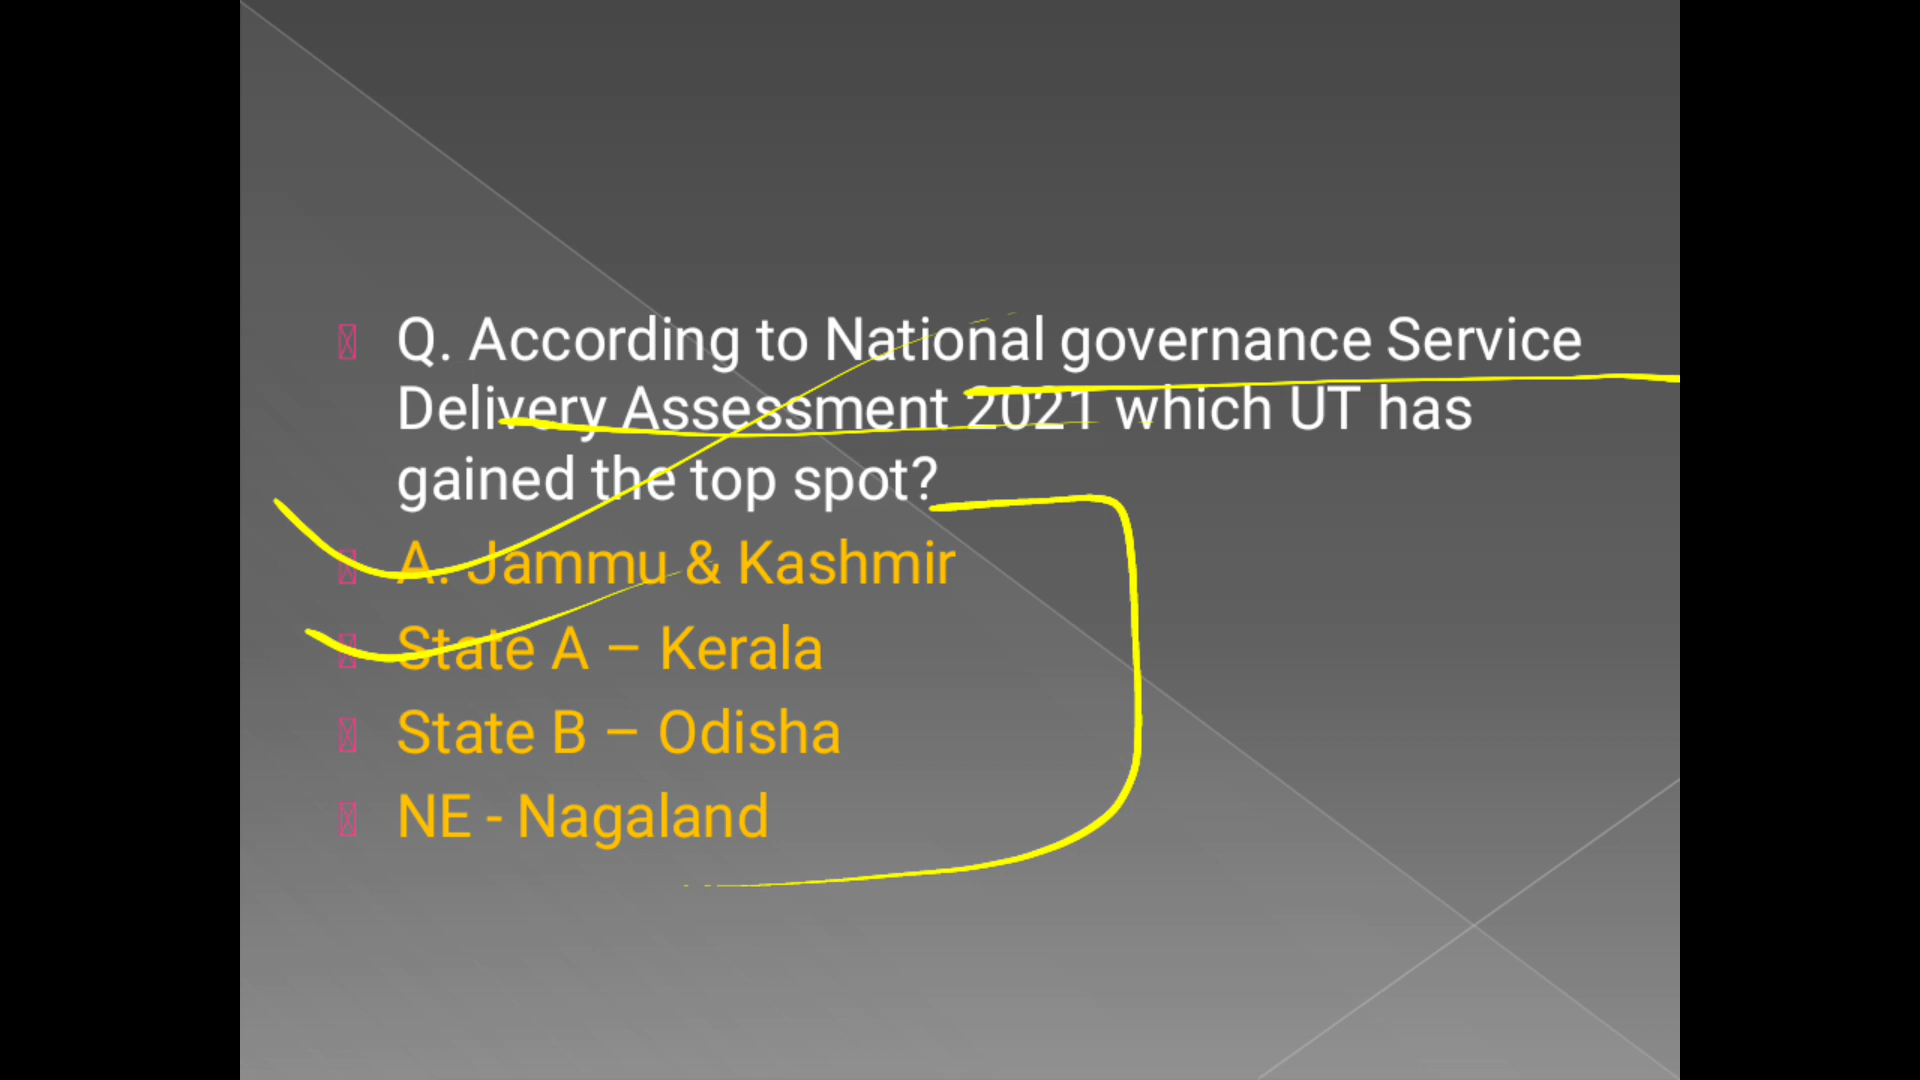 Q. According to National governance Service
Delivery Assessment 2021 which UT has
gained the top spot?
A. Jammu & Kashmir
State A – Kerala
State B – Odisha
NE - Nagaland